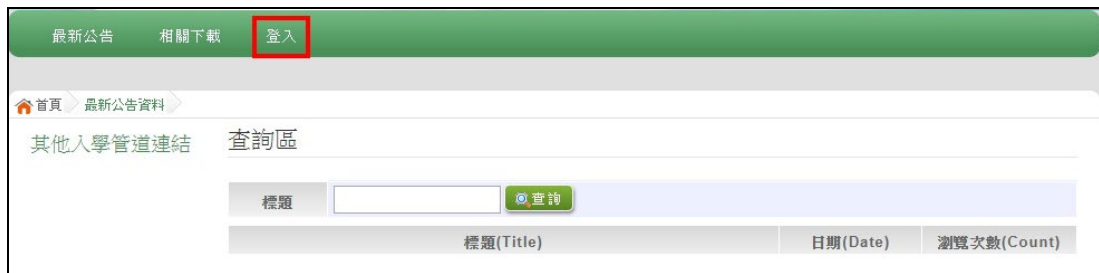 最新公告 相關下載 登入
首頁 最新公告資料
其他入學管道連結 查詢區
標題 查詢
標題(Title) 日期(Date) 瀏覽次數(Count)